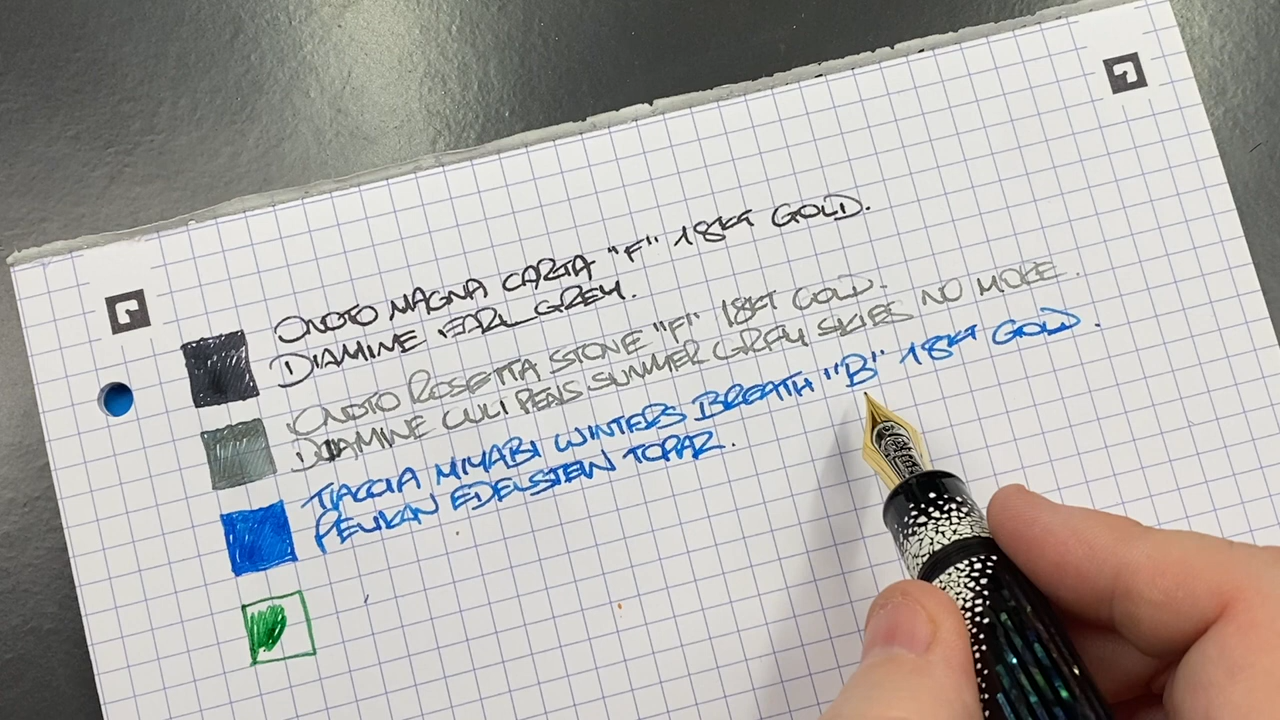 ONOTO MAGNA CARTA "F" 18KT GOLD.
DIAMINE EARL GREY.
ONOTO ROSETTA STONE "F" 18KT GOLD.
DIAMINE CULT PENS SUMMER GREY SKIES NO MORE.
TACCIA MIYABI WINTERS BREATH "B" 18KT GOLD.
PELIKAN EDELSTEIN TOPAZ.